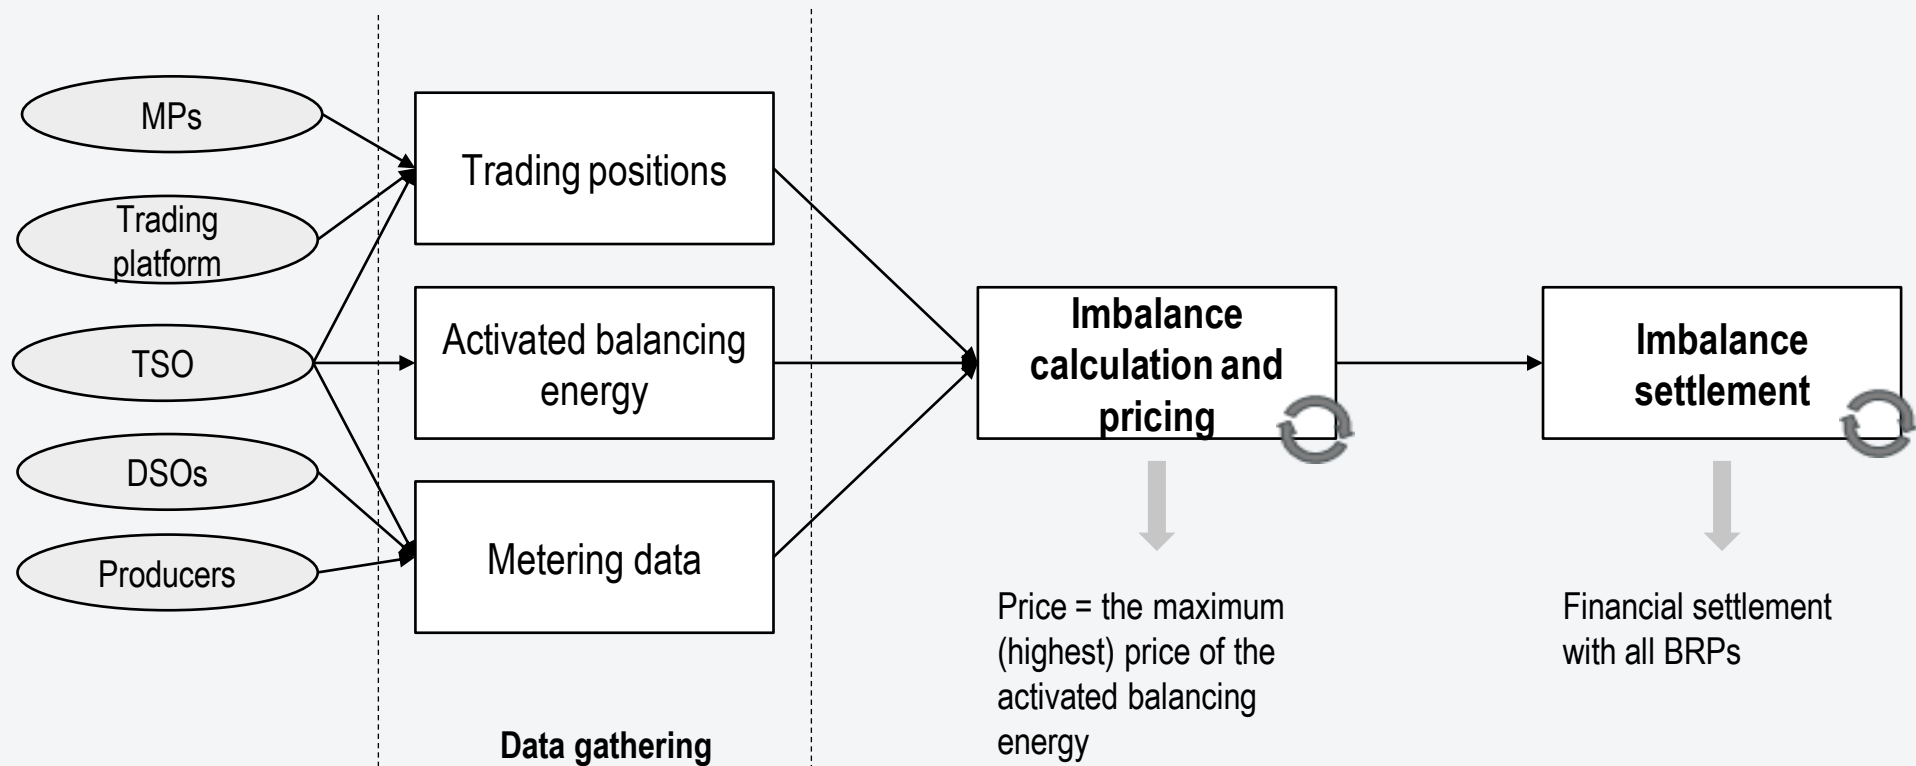 MPs
Trading
platform
TSO
DSOs
Producers
Trading positions
Activated balancing
energy
Metering data
Data gathering
Imbalance
calculation and
pricing
Price = the maximum
(highest) price of the
activated balancing
energy
Imbalance
settlement
Financial settlement
with all BRPs